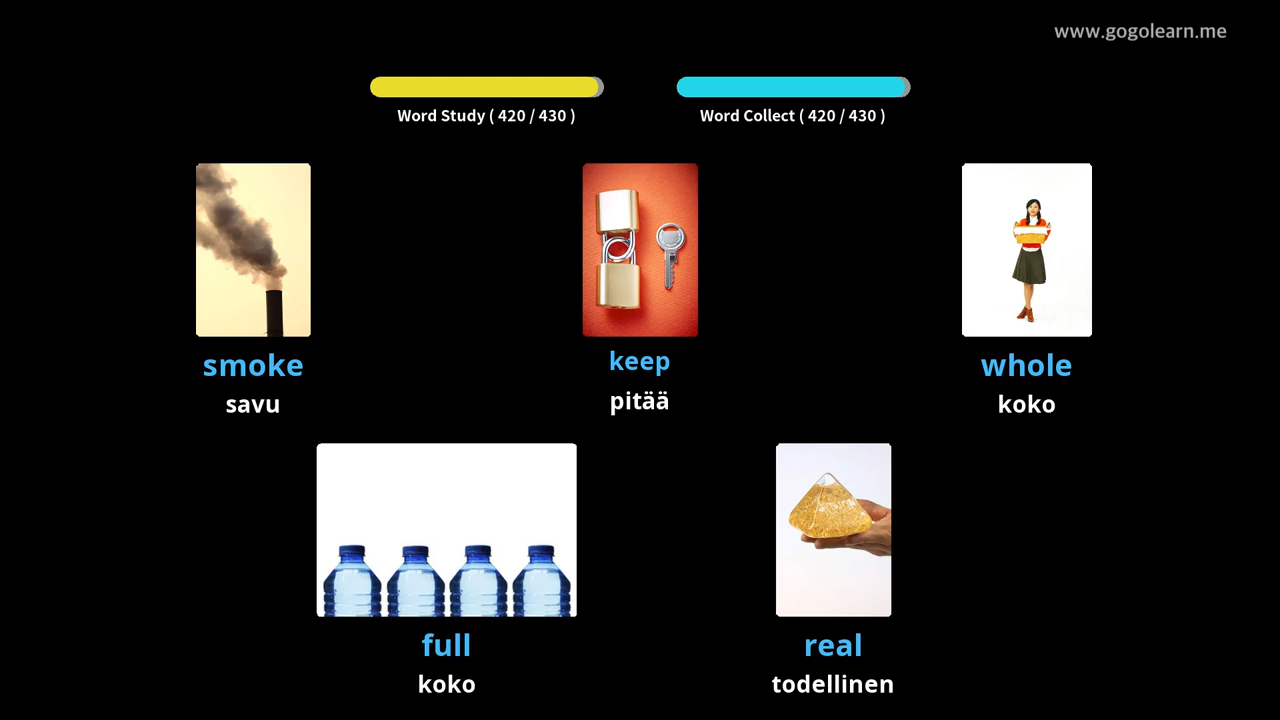 www.gogolearn.me
Word Study ( 420 / 430 )
Word Collect ( 420 / 430 )
smoke
savu
keep
pitää
whole
koko
full
koko
real
todellinen